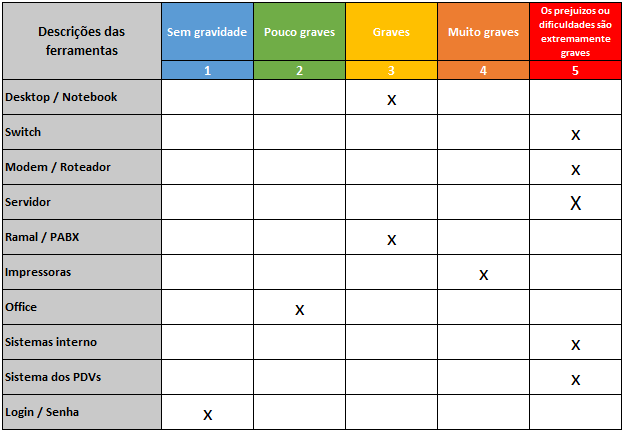 Descrições das
ferramentas
Sem gravidade
Pouco graves
Graves
Muito graves
Os prejuizos ou
dificuldades são
extremamente
graves
1
2
3
4
5
Desktop / Notebook
x
Switch
x
Modem / Roteador
x
Servidor
X
Ramal / PABX
x
Impressoras
x
Office
x
Sistemas interno
x
Sistema dos PDVs
x
Login / Senha
x